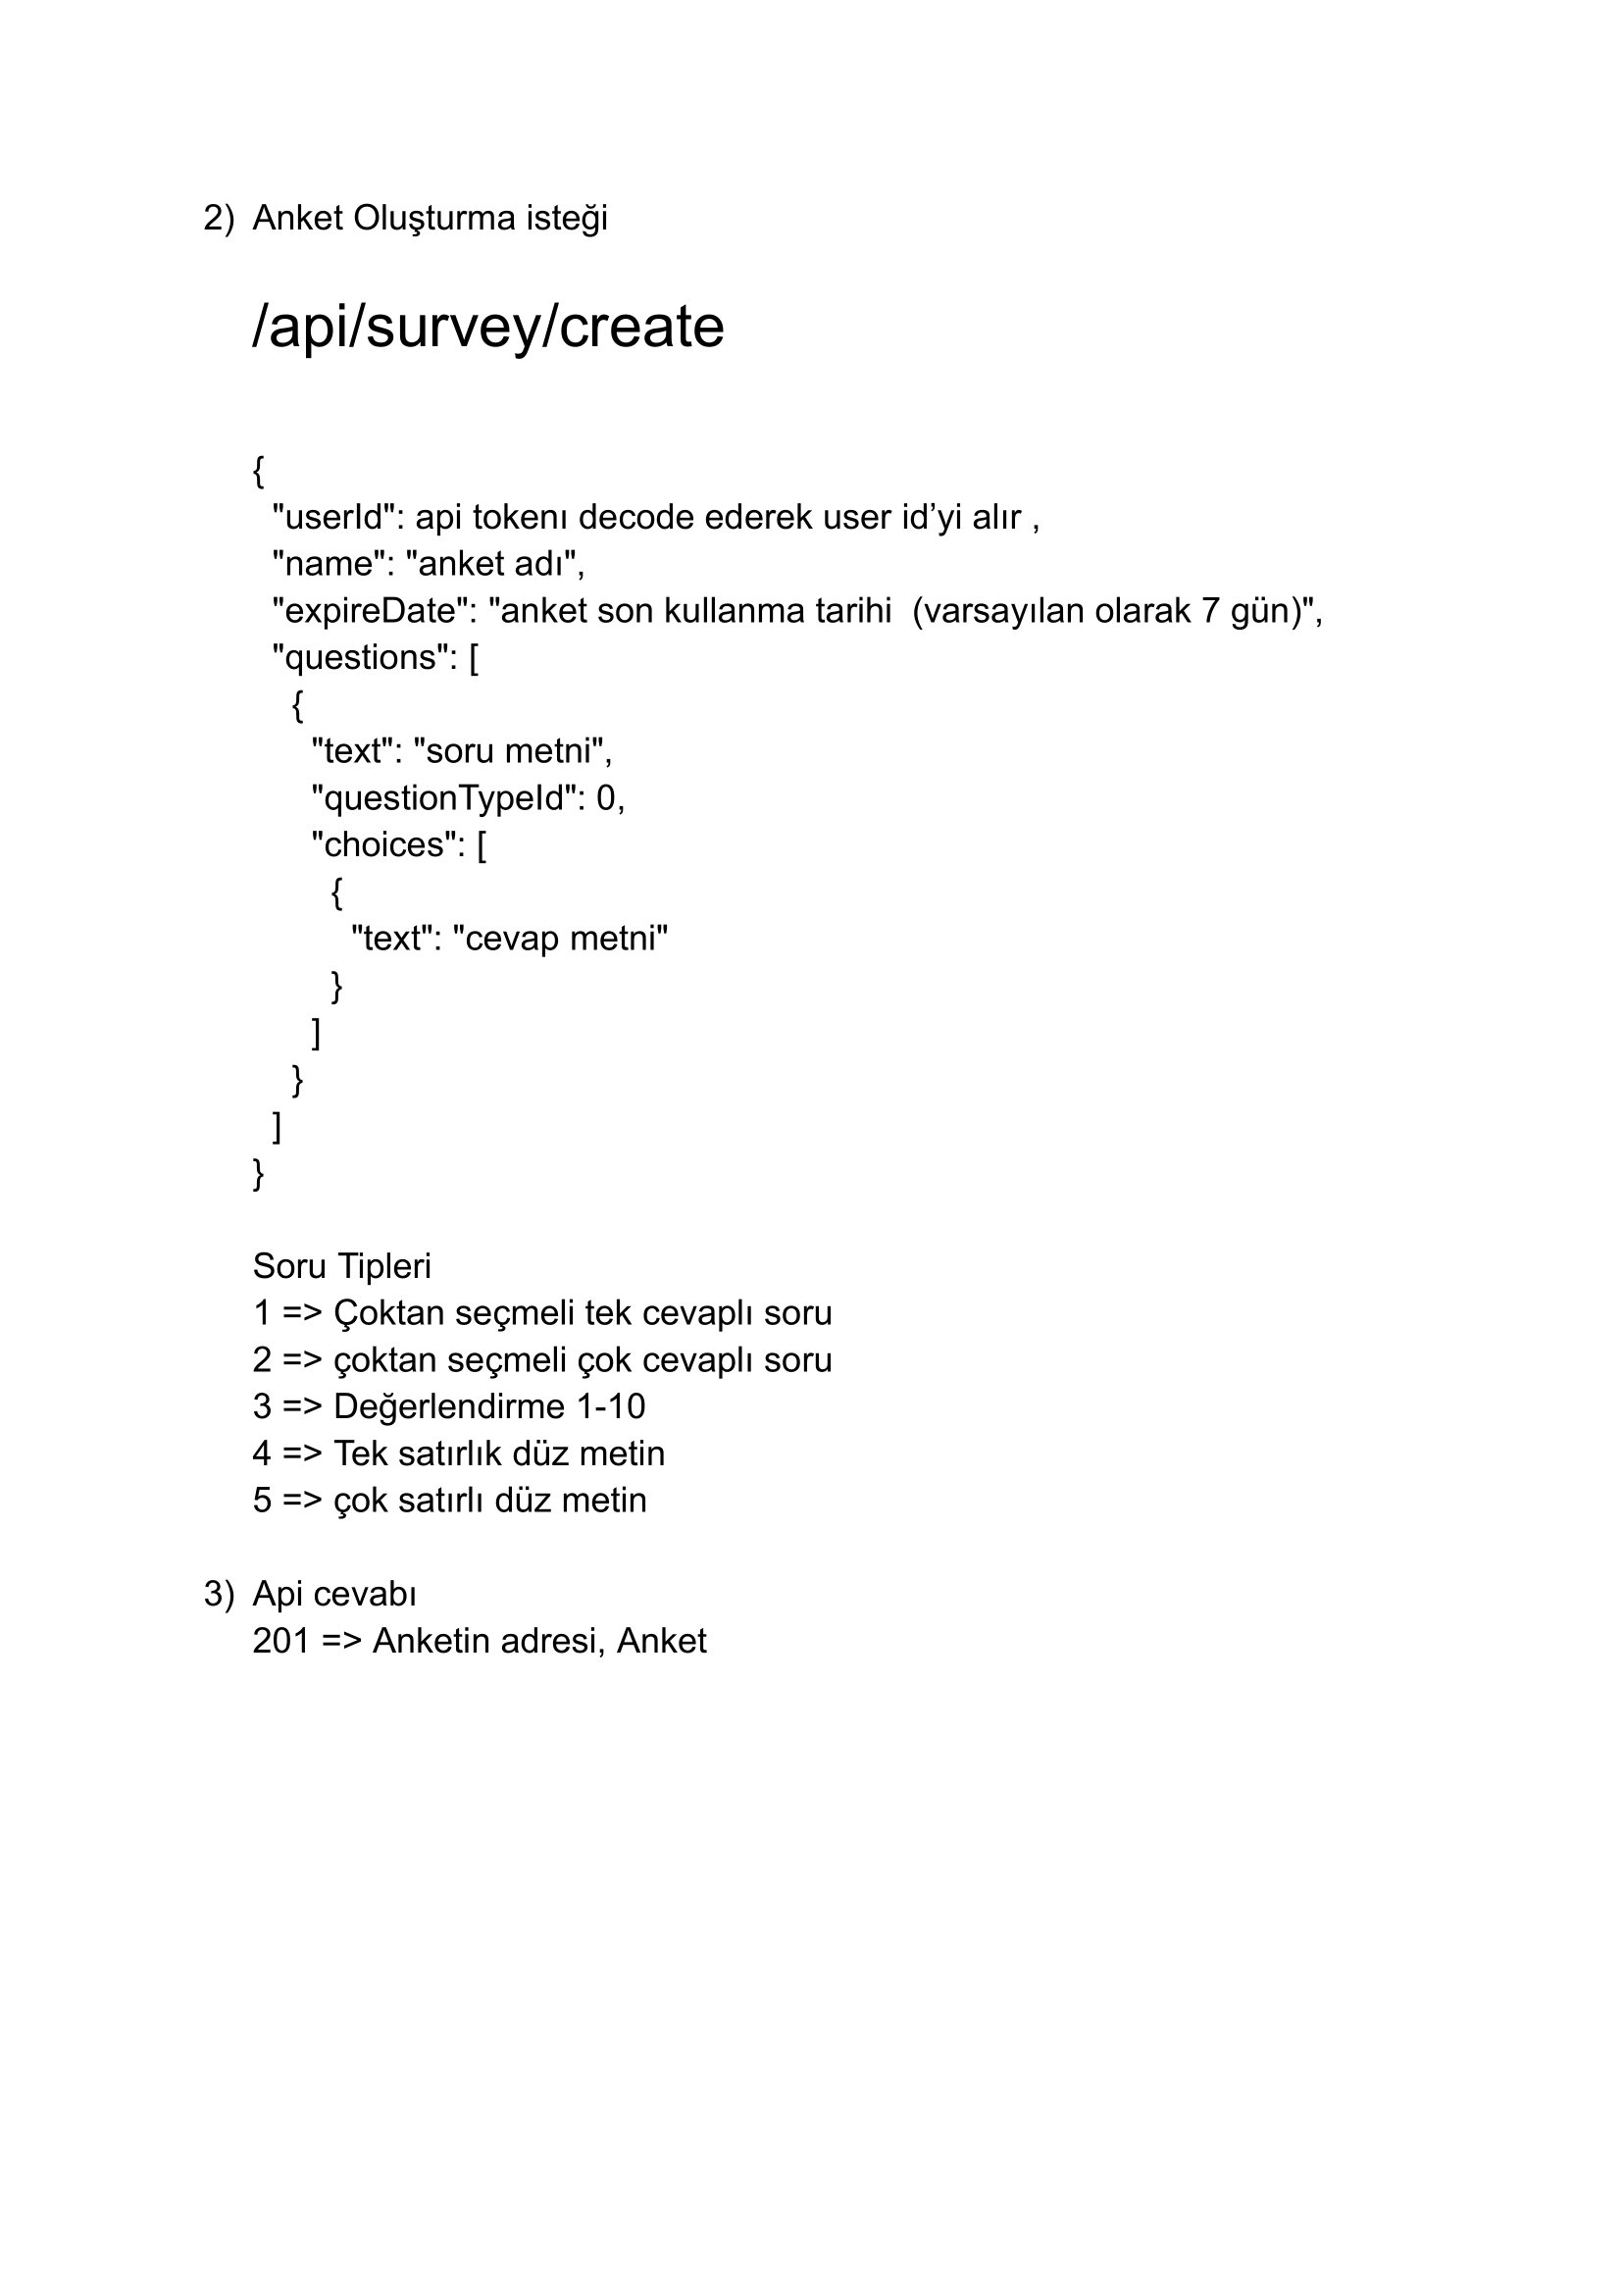 2) Anket Oluşturma isteği
/api/survey/create
{
"userId": api tokenı decode ederek user id’yi alır ,
"name": "anket adı",
"expireDate": "anket son kullanma tarihi  (varsayılan olarak 7 gün)",
"questions": [
{
"text": "soru metni",
"questionTypeId": 0,
"choices": [
{
"text": "cevap metni"
}
]
}
]
}
Soru Tipleri
1 => Çoktan seçmeli tek cevaplı soru
2 => çoktan seçmeli çok cevaplı soru
3 => Değerlendirme 1-10
4 => Tek satırlık düz metin
5 => çok satırlı düz metin
3) Api cevabı
201 => Anketin adresi, Anket